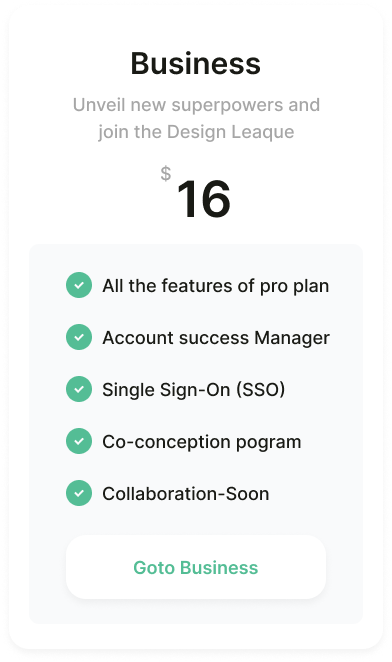 Business
Unveil new superpowers and
join the Design Leaque
$
16
All the features of pro plan
Account success Manager
Single Sign-On (SSO)
Co-conception pogram
Collaboration-Soon
Goto Business